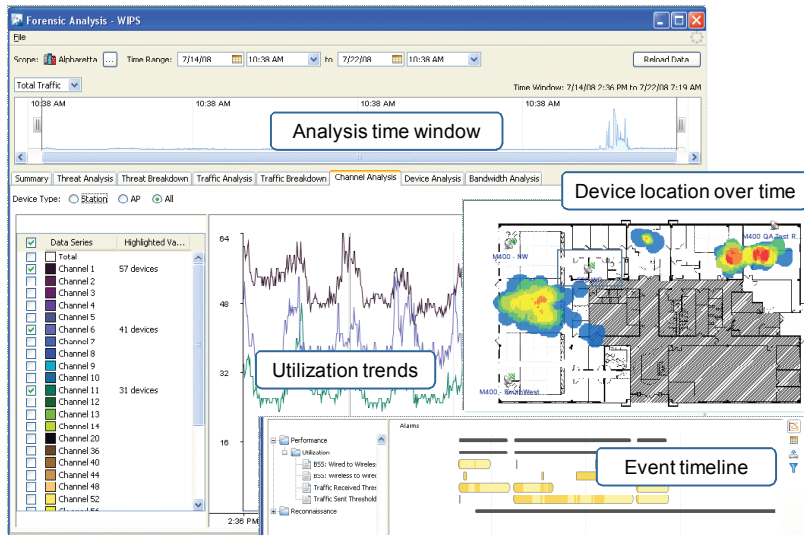 Forensic Analysis - WIPS
File
Scope: Alpharetta ... Time Range: 7/14/08 10:38 AM to 7/22/08 10:38 AM Reload Data
Total Traffic Time Window: 7/14/08 2:36 PM to 7/22/08 7:19 AM
10:38 AM 10:38 AM 10:38 AM 10:38 AM
Analysis time window
Summary Threat Analysis Threat Breakdown Traffic Analysis Traffic Breakdown Channel Analysis Device Analysis Bandwidth Analysis
Device location over time
Device Type: Station AP All
Data Series Highlighted Va...
Total
Channel 1 57 devices
Channel 2
Channel 3
Channel 4
Channel 5
Channel 6 41 devices
Channel 7
Channel 8
Channel 9
Channel 10
Channel 11 31 devices
Channel 12
Channel 13
Channel 14
Channel 20
Channel 36
Channel 40
Channel 44
Channel 48
Channel 52
Channel 56
64
48
32
16
2:36 PM
Utilization trends
M400 QA Test R...
M400 - NW
Alarms
Performance
Utilization
BSS: Wired to Wireles
BSS: Wireless to Wire
Traffic Received Thres
Traffic Sent Threshold
Reconnaissance
Event timeline